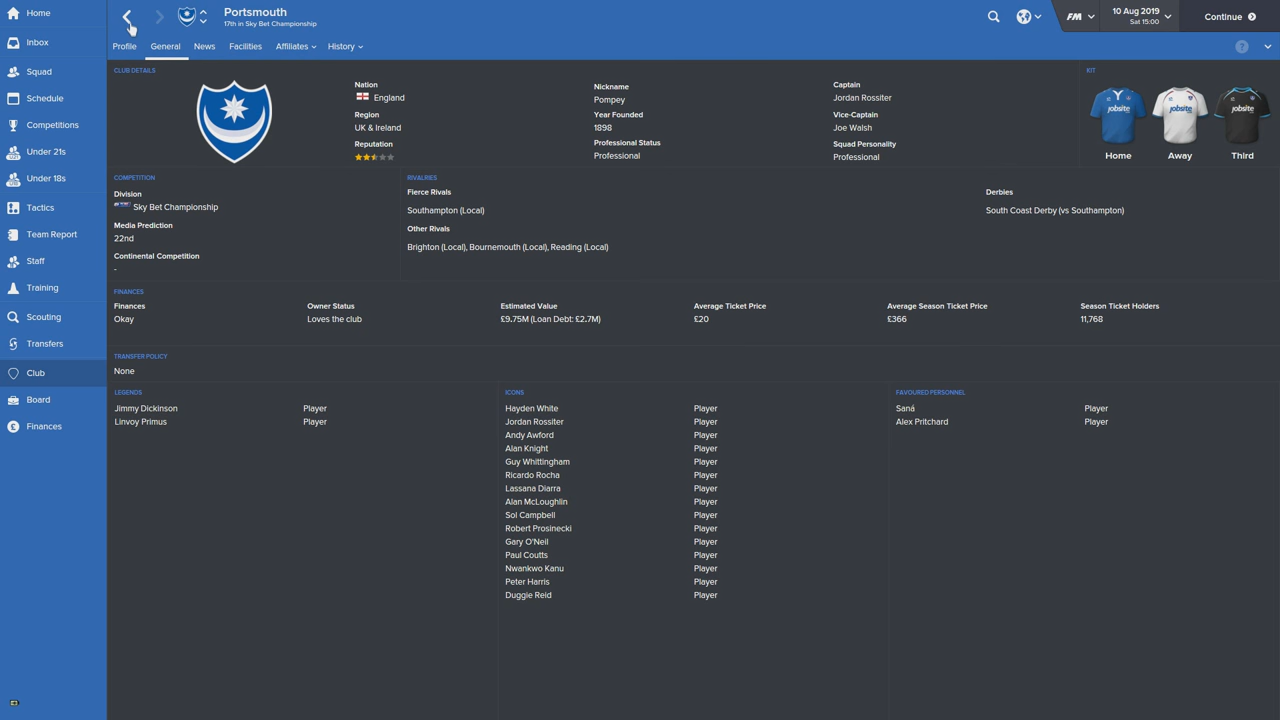 Home
Inbox
Squad
Schedule
Competitions
Under 21s
Under 18s
Tactics
Team Report
Staff
Training
Scouting
Transfers
Club
Board
Finances
Portsmouth
17th in Sky Bet Championship
FM
10 Aug 2019
Sat 15:00
Continue
Profile General News Facilities Affiliates History
?
CLUB DETAILS
Nation
England
Region
UK & Ireland
Reputation
Nickname
Pompey
Year Founded
1898
Professional Status
Professional
Captain
Jordan Rossiter
Vice-Captain
Joe Walsh
Squad Personality
Professional
KIT
jobsite jobsite jobsite
Home Away Third
COMPETITION
Division
Sky Bet Championship
Media Prediction
22nd
Continental Competition
-
RIVALRIES
Fierce Rivals
Southampton (Local)
Other Rivals
Brighton (Local), Bournemouth (Local), Reading (Local)
Derbies
South Coast Derby (vs Southampton)
FINANCES
Finances Owner Status Estimated Value Average Ticket Price Average Season Ticket Price Season Ticket Holders
Okay Loves the club £9.75M (Loan Debt: £2.7M) £20 £366 11,768
TRANSFER POLICY
None
LEGENDS
Jimmy Dickinson Player
Linvoy Primus Player
ICONS
Hayden White Player
Jordan Rossiter Player
Andy Awford Player
Alan Knight Player
Guy Whittingham Player
Ricardo Rocha Player
Lassana Diarra Player
Alan McLoughlin Player
Sol Campbell Player
Robert Prosinecki Player
Gary O'Neil Player
Paul Coutts Player
Nwankwo Kanu Player
Peter Harris Player
Duggie Reid Player
FAVOURED PERSONNEL
Saná Player
Alex Pritchard Player